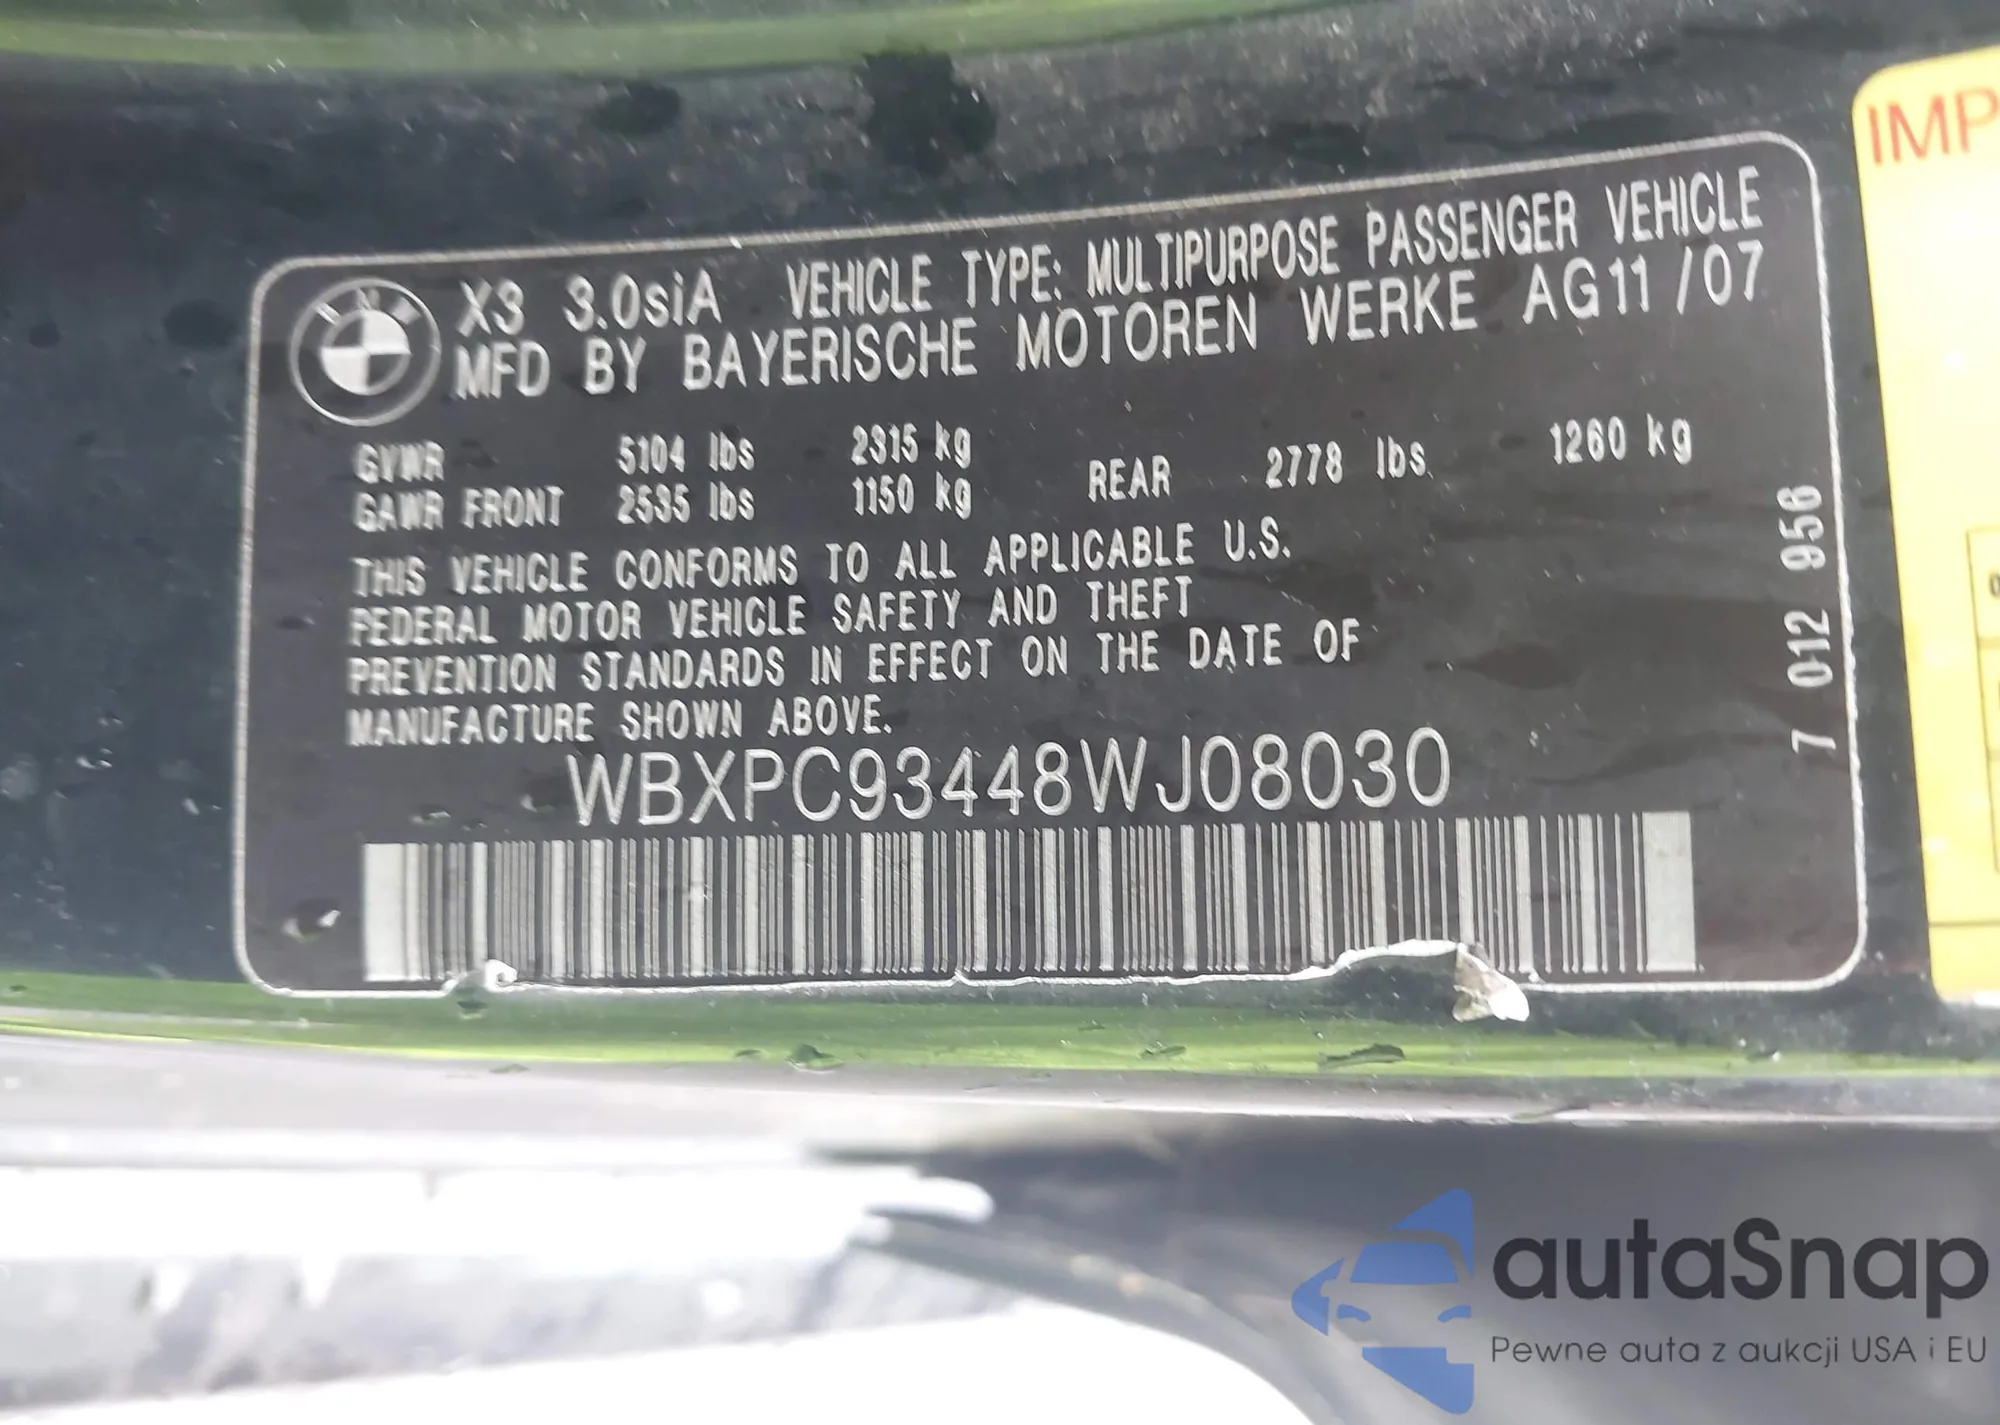 X3 3.0siA VEHICLE TYPE: MULTIPURPOSE PASSENGER VEHICLE
MFD BY BAYERISCHE MOTOREN WERKE AG 11/07
GVWR 5104 lbs 2315 kg
GAWR FRONT 2535 lbs 1150 kg REAR 2778 lbs 1260 kg
THIS VEHICLE CONFORMS TO ALL APPLICABLE U.S.
FEDERAL MOTOR VEHICLE SAFETY AND THEFT
PREVENTION STANDARDS IN EFFECT ON THE DATE OF
MANUFACTURE SHOWN ABOVE.
WBXPC93448WJ08030
7 012 956
IMP
autaSnap
Pewne auta z aukcji USA i EU